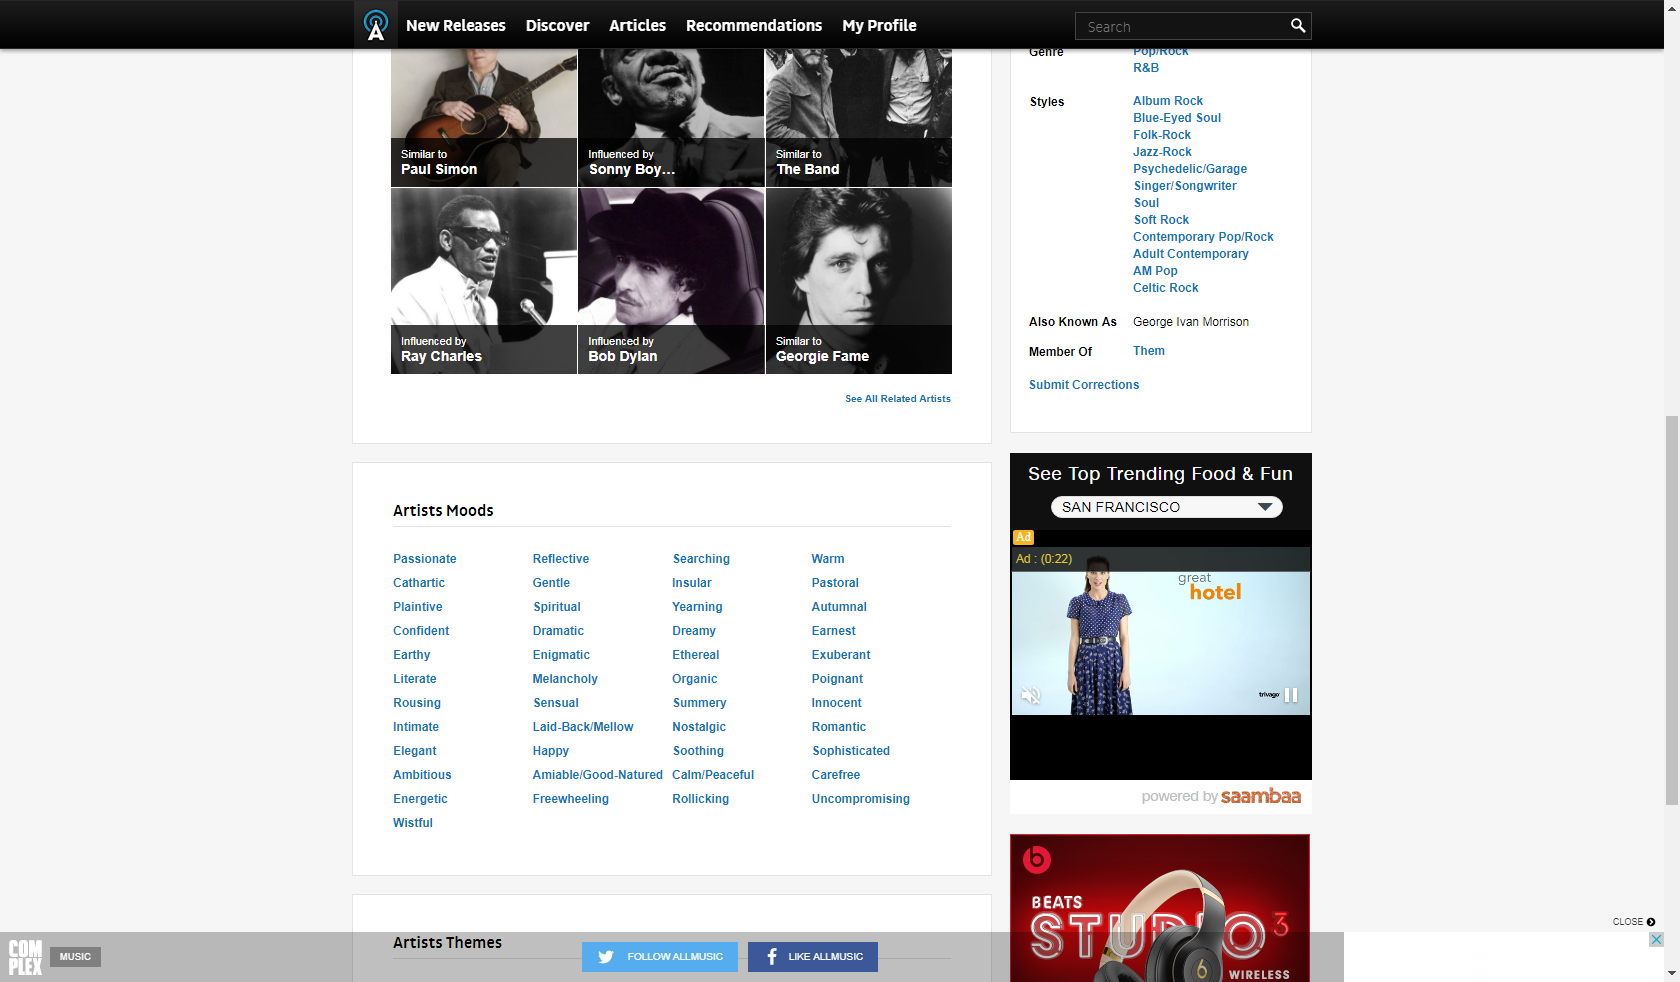 New Releases
Discover
Articles
Recommendations
My Profile
Search
Similar to
Paul Simon
Influenced by
Sonny Boy...
Similar to
The Band
Influenced by
Ray Charles
Influenced by
Bob Dylan
Similar to
Georgie Fame
See All Related Artists
Genre
Pop/Rock
R&B
Styles
Album Rock
Blue-Eyed Soul
Folk-Rock
Jazz-Rock
Psychedelic/Garage
Singer/Songwriter
Soul
Soft Rock
Contemporary Pop/Rock
Adult Contemporary
AM Pop
Celtic Rock
Also Known As George Ivan Morrison
Member Of Them
Submit Corrections
Artists Moods
Passionate Reflective Searching Warm
Cathartic Gentle Insular Pastoral
Plaintive Spiritual Yearning Autumnal
Confident Dramatic Dreamy Earnest
Earthy Enigmatic Ethereal Exuberant
Literate Melancholy Organic Poignant
Rousing Sensual Summery Innocent
Intimate Laid-Back/Mellow Nostalgic Romantic
Elegant Happy Soothing Sophisticated
Ambitious Amiable/Good-Natured Calm/Peaceful Carefree
Energetic Freewheeling Rollicking Uncompromising
Wistful
See Top Trending Food & Fun
SAN FRANCISCO
Ad
Ad : (0:22)
great
hotel
trivago
powered by saambaa
BEATS
STUDIO3
WIRELESS
Artists Themes
CLOSE
COM
PLEX
MUSIC
FOLLOW ALLMUSIC
LIKE ALLMUSIC